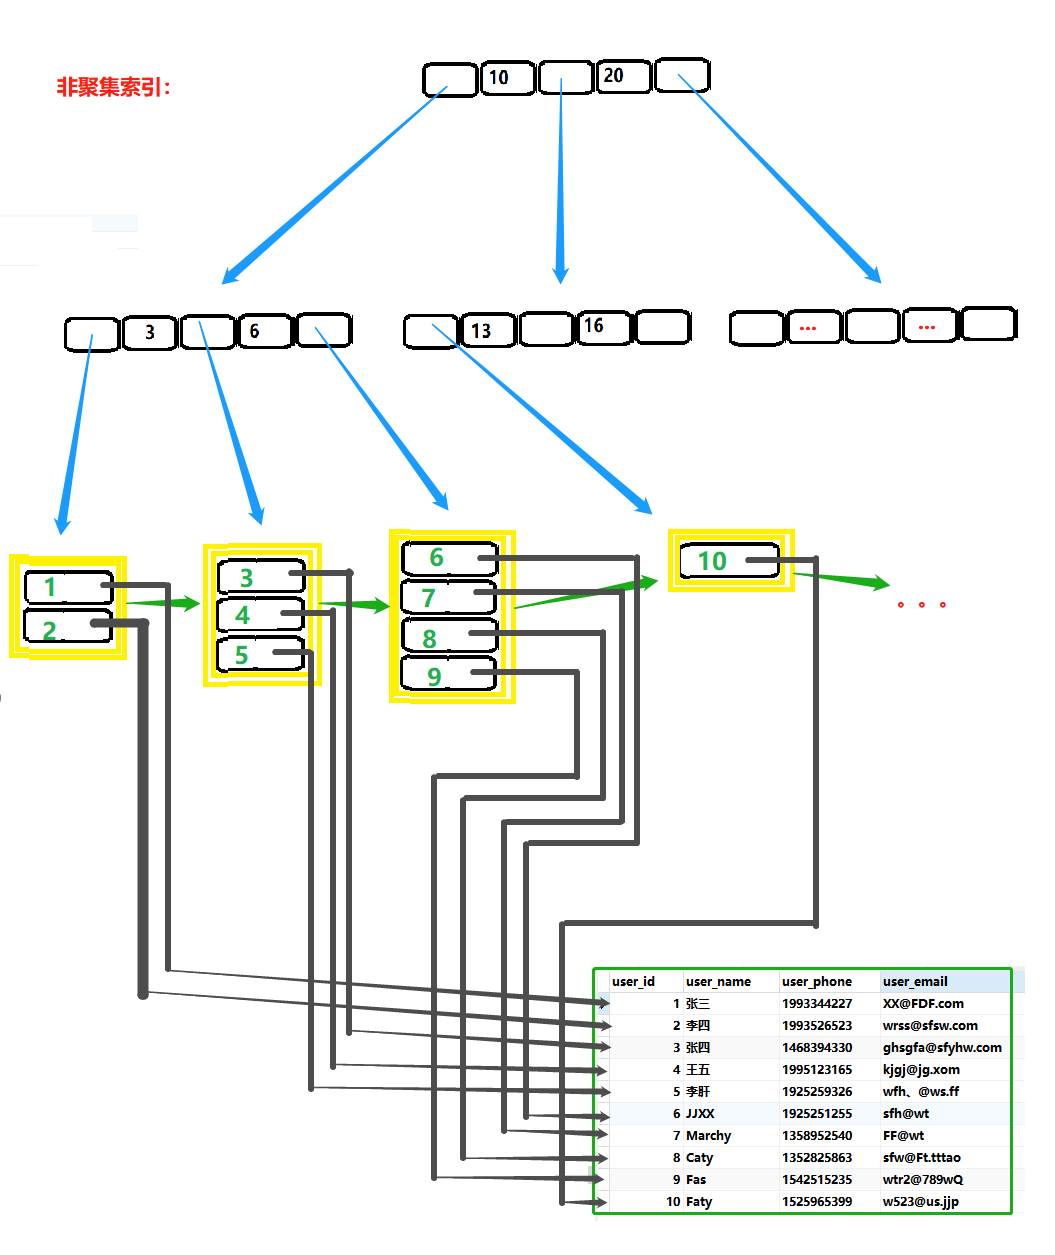 非聚集索引：
10 20
3 6
13 16
... ...
1
2
3
4
5
6
7
8
9
10
。。。
user_id user_name user_phone user_email
1 张三 1993344227 XX@FDF.com
2 李四 1993526523 wrss@sfsw.com
3 张四 1468394330 ghsgfa@sfyhw.com
4 王五 1995123165 kjgj@jg.xom
5 李肝 1925259326 wfh、@ws.ff
6 JJXX 1925251255 sfh@wt
7 Marchy 1358952540 FF@wt
8 Caty 1352825863 sfw@Ft.tttao
9 Fas 1542515235 wtr2@789wQ
10 Faty 1525965399 w523@us.jjp